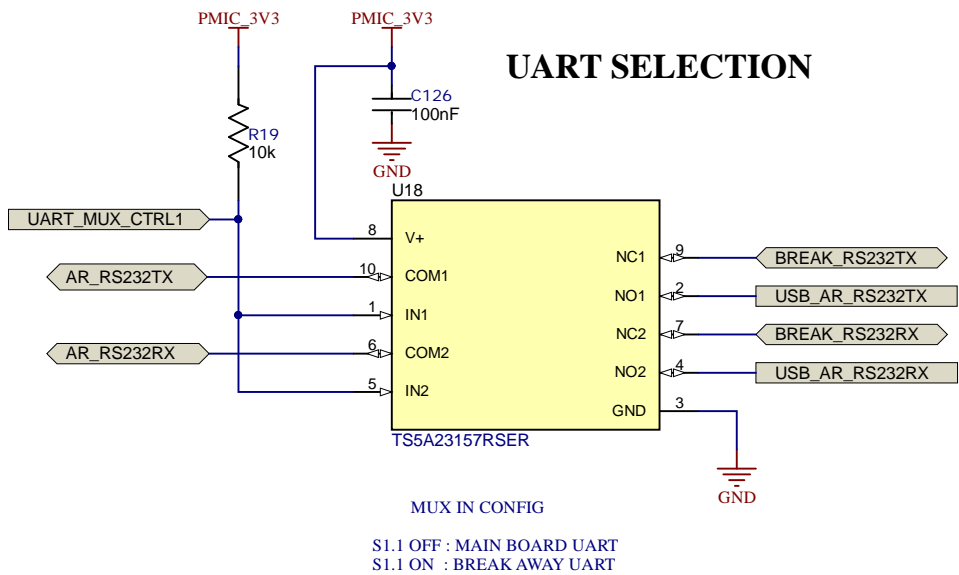 PMIC_3V3
PMIC_3V3
UART SELECTION
C126
100nF
R19
10k
GND
U18
UART_MUX_CTRL1
8
V+
NC1
9
BREAK_RS232TX
AR_RS232TX
10
COM1
NO1
2
USB_AR_RS232TX
1
IN1
NC2
7
BREAK_RS232RX
AR_RS232RX
6
COM2
NO2
4
USB_AR_RS232RX
5
IN2
GND
3
TS5A23157RSER
GND
MUX IN CONFIG
S1.1 OFF : MAIN BOARD UART
S1.1 ON : BREAK AWAY UART